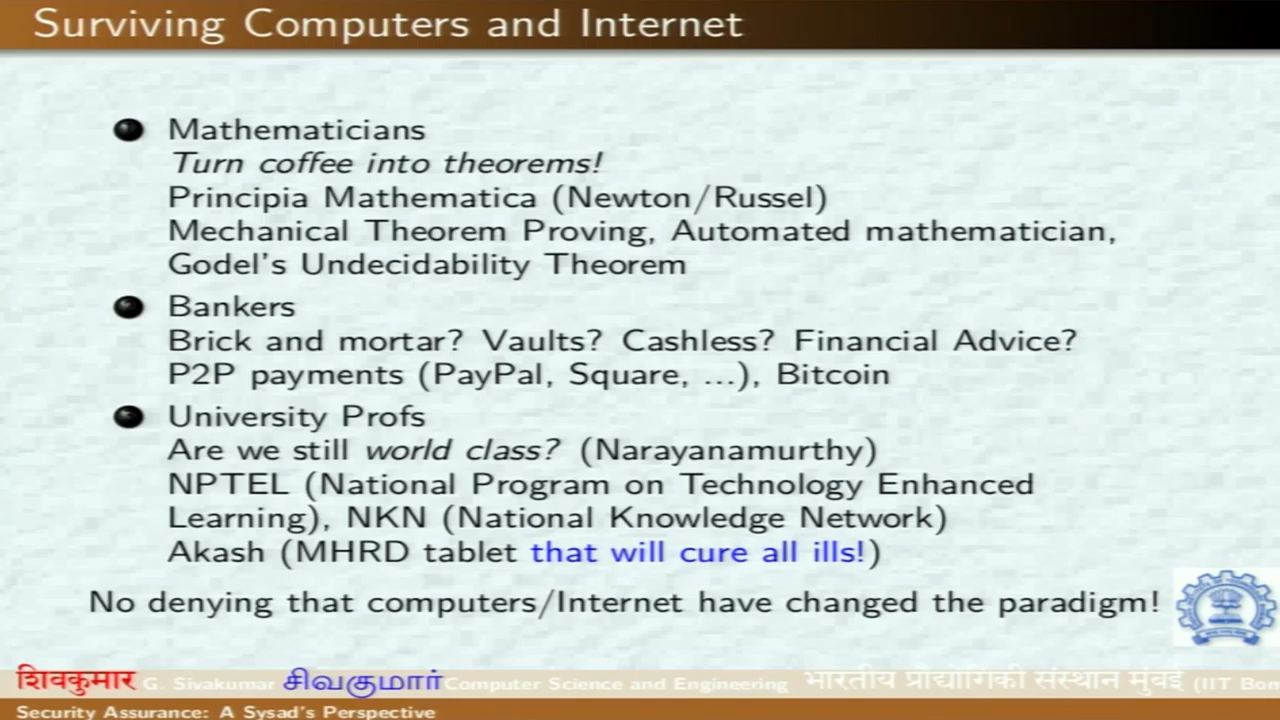 Surviving Computers and Internet
Mathematicians
Turn coffee into theorems!
Principia Mathematica (Newton/Russel)
Mechanical Theorem Proving, Automated mathematician,
Godel's Undecidability Theorem
Bankers
Brick and mortar? Vaults? Cashless? Financial Advice?
P2P payments (PayPal, Square, ...), Bitcoin
University Profs
Are we still world class? (Narayanamurthy)
NPTEL (National Program on Technology Enhanced
Learning), NKN (National Knowledge Network)
Akash (MHRD tablet that will cure all ills!)
No denying that computers/Internet have changed the paradigm!
शिवकुमार G. Sivakumar சிவகுமார் Computer Science and Engineering भारतीय प्रौद्योगिकी संस्थान मुंबई (IIT Bom
Security Assurance: A Sysad's Perspective